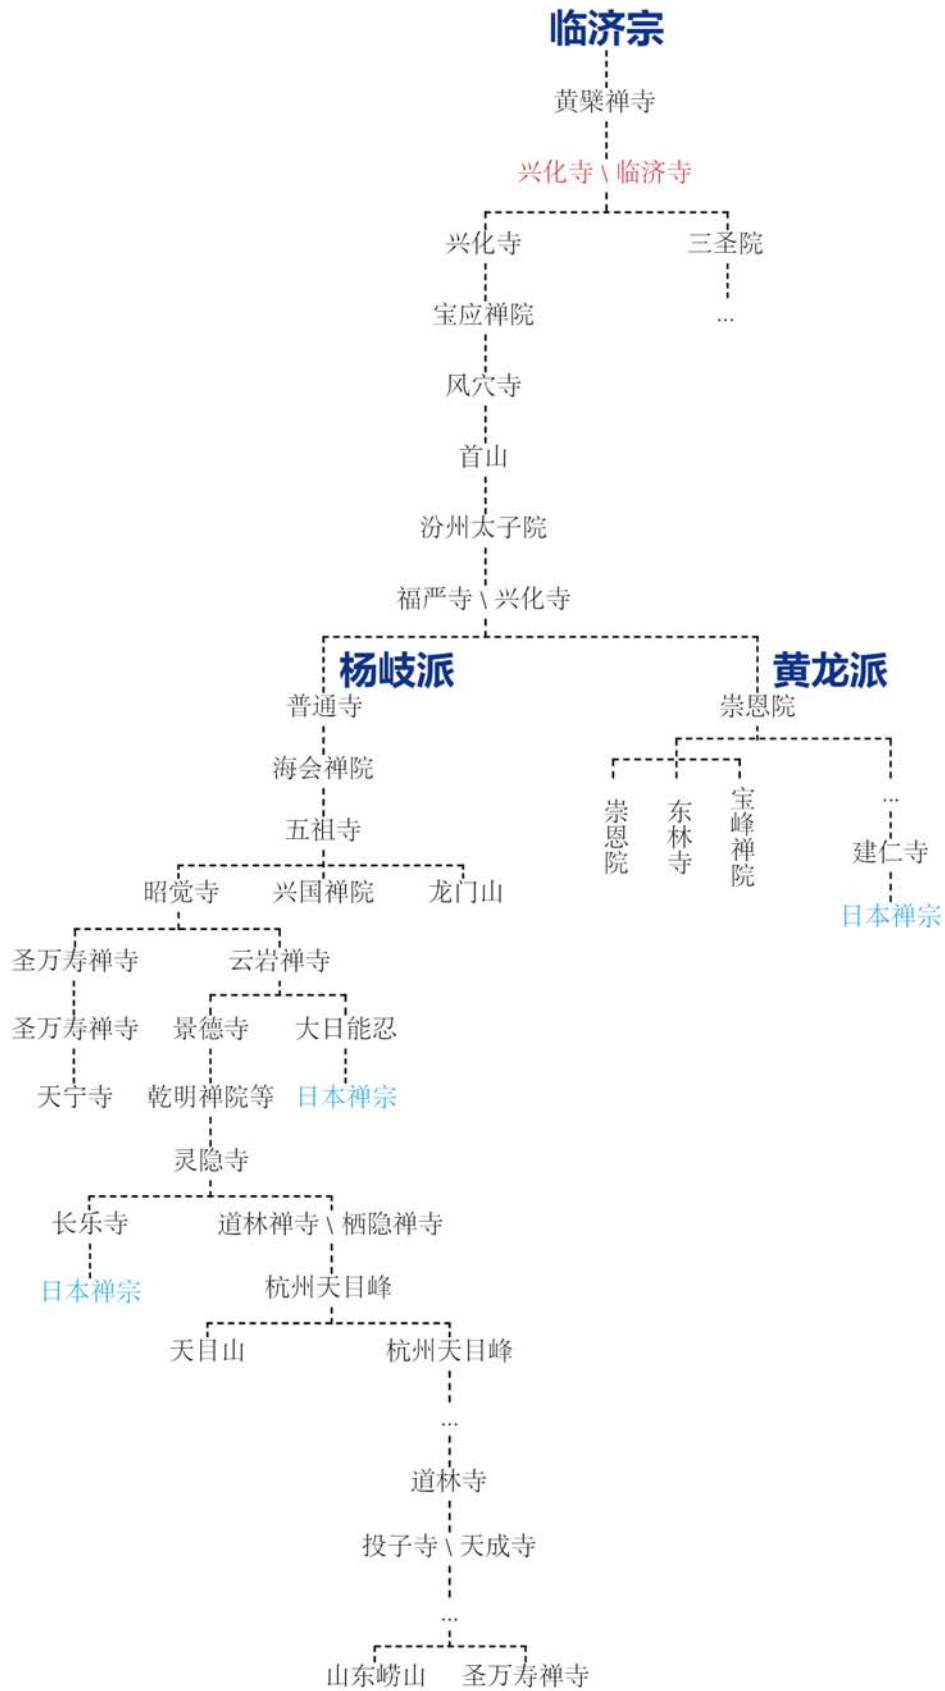 临济宗
黄檗禅寺
兴化寺 \ 临济寺
兴化寺 三圣院
宝应禅院 ...
风穴寺
首山
汾州太子院
福严寺 \ 兴化寺
杨岐派 黄龙派
普通寺 崇恩院
海会禅院
崇恩院 东林寺 宝峰禅院 ...
五祖寺
建仁寺
昭觉寺 兴国禅院 龙门山
日本禅宗
圣万寿禅寺 云岩禅寺
圣万寿禅寺 景德寺 大日能忍
天宁寺 乾明禅院等 日本禅宗
灵隐寺
长乐寺 道林禅寺 \ 栖隐禅寺
日本禅宗 杭州天目峰
天目山 杭州天目峰
...
道林寺
投子寺 \ 天成寺
...
山东崂山 圣万寿禅寺